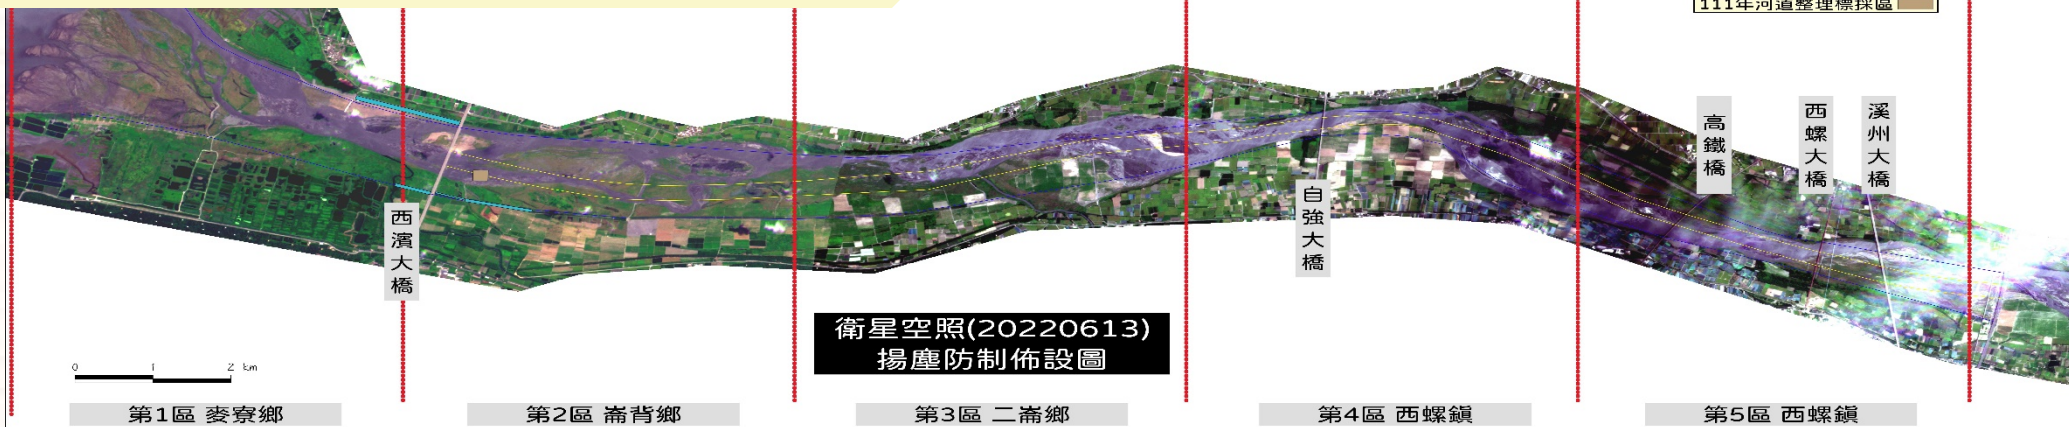 111年河道整理標採區
高鐵橋
西螺大橋
溪州大橋
自強大橋
西濱大橋
衛星空照(20220613)
揚塵防制佈設圖
0 1 2 km
第1區 麥寮鄉
第2區 崙背鄉
第3區 二崙鄉
第4區 西螺鎮
第5區 西螺鎮